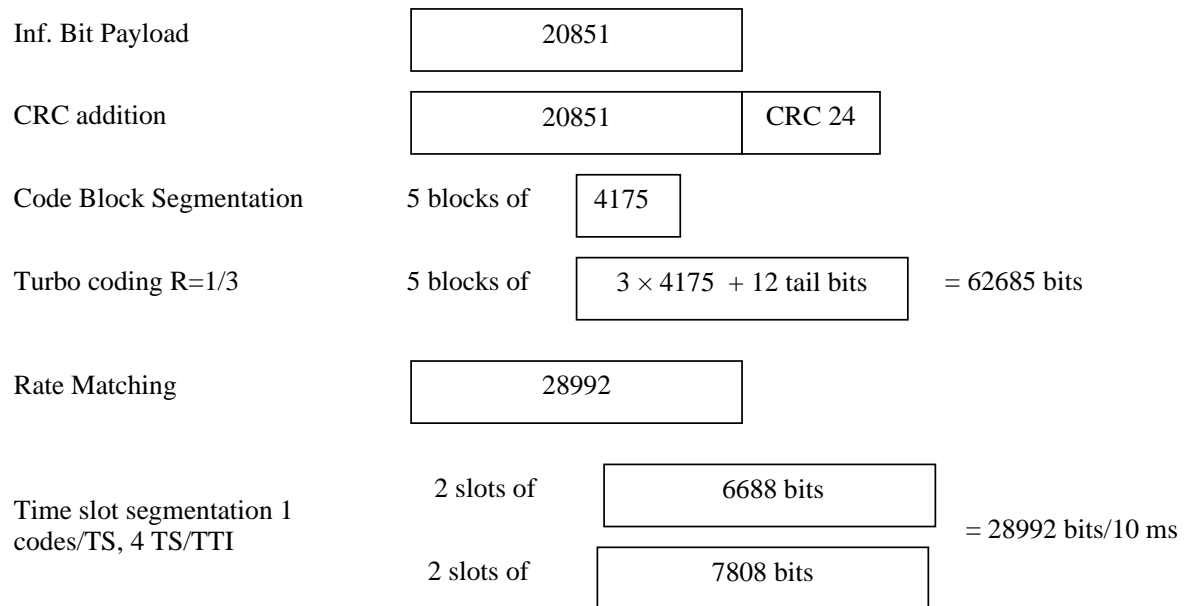 Inf. Bit Payload 20851
CRC addition 20851 CRC 24
Code Block Segmentation 5 blocks of 4175
Turbo coding R=1/3 5 blocks of 3 × 4175 + 12 tail bits = 62685 bits
Rate Matching 28992
2 slots of 6688 bits
Time slot segmentation 1
codes/TS, 4 TS/TTI
= 28992 bits/10 ms
2 slots of 7808 bits